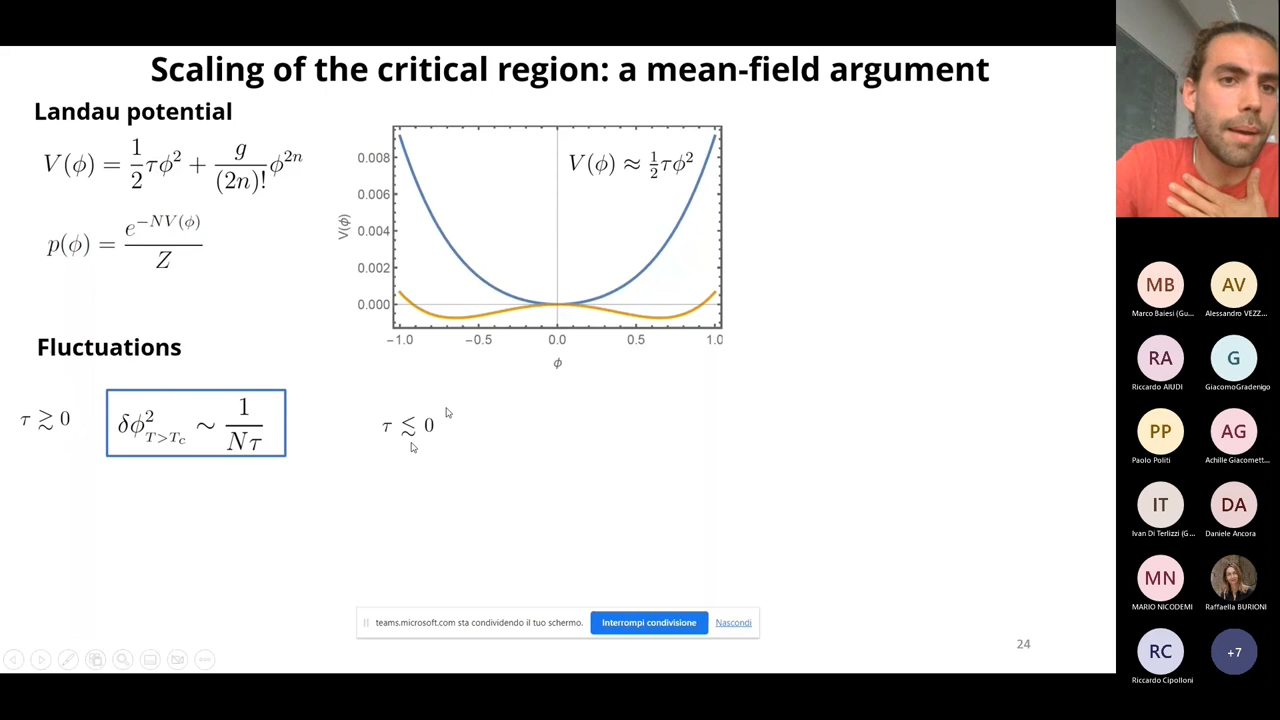 Scaling of the critical region: a mean-field argument
Landau potential
V(φ) = 1/2 τφ² + g/(2n)! φ²ⁿ
p(φ) = e^{-NV(φ)}/Z
V(φ) ≈ ½τφ²
V(φ)
0.008
0.006
0.004
0.002
0.000
−1.0 −0.5 0.0 0.5 1.0
φ
Fluctuations
τ ≳ 0
δφ²_{T>T_c} ∼ 1/(Nτ)
τ ≲ 0
teams.microsoft.com sta condividendo il tuo schermo.
Interrompi condivisione
Nascondi
24
MB
Marco Baiesi (Gu...
AV
Alessandro VEZZ...
RA
Riccardo AIUDI
G
GiacomoGradenigo
PP
Paolo Politi
AG
Achille Giacomett...
IT
Ivan Di Terlizzi (G...
DA
Daniele Ancora
MN
MARIO NICODEMI
Raffaella BURIONI
RC
Riccardo Cipolloni
+7